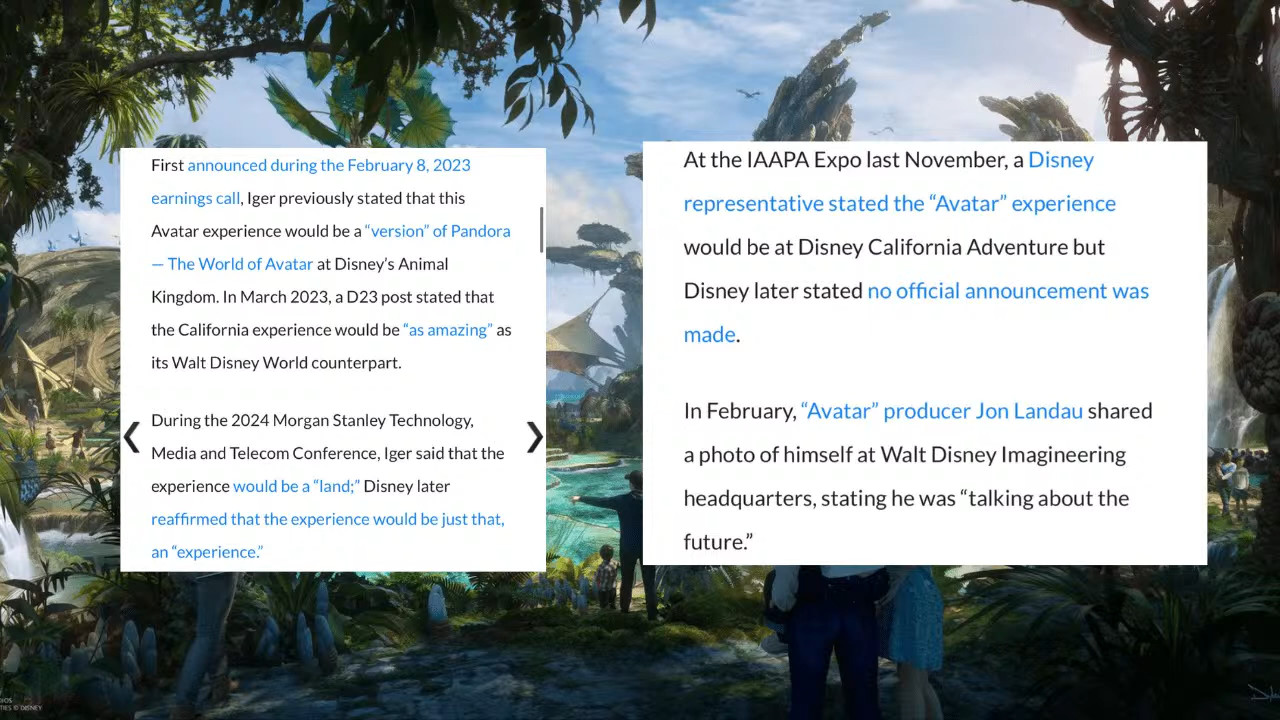 First announced during the February 8, 2023
earnings call, Iger previously stated that this
Avatar experience would be a “version” of Pandora
— The World of Avatar at Disney’s Animal
Kingdom. In March 2023, a D23 post stated that
the California experience would be “as amazing” as
its Walt Disney World counterpart.
During the 2024 Morgan Stanley Technology,
Media and Telecom Conference, Iger said that the
experience would be a “land;” Disney later
reaffirmed that the experience would be just that,
an “experience.”
At the IAAPA Expo last November, a Disney
representative stated the “Avatar” experience
would be at Disney California Adventure but
Disney later stated no official announcement was
made.
In February, “Avatar” producer Jon Landau shared
a photo of himself at Walt Disney Imagineering
headquarters, stating he was “talking about the
future.”
© DISNEY